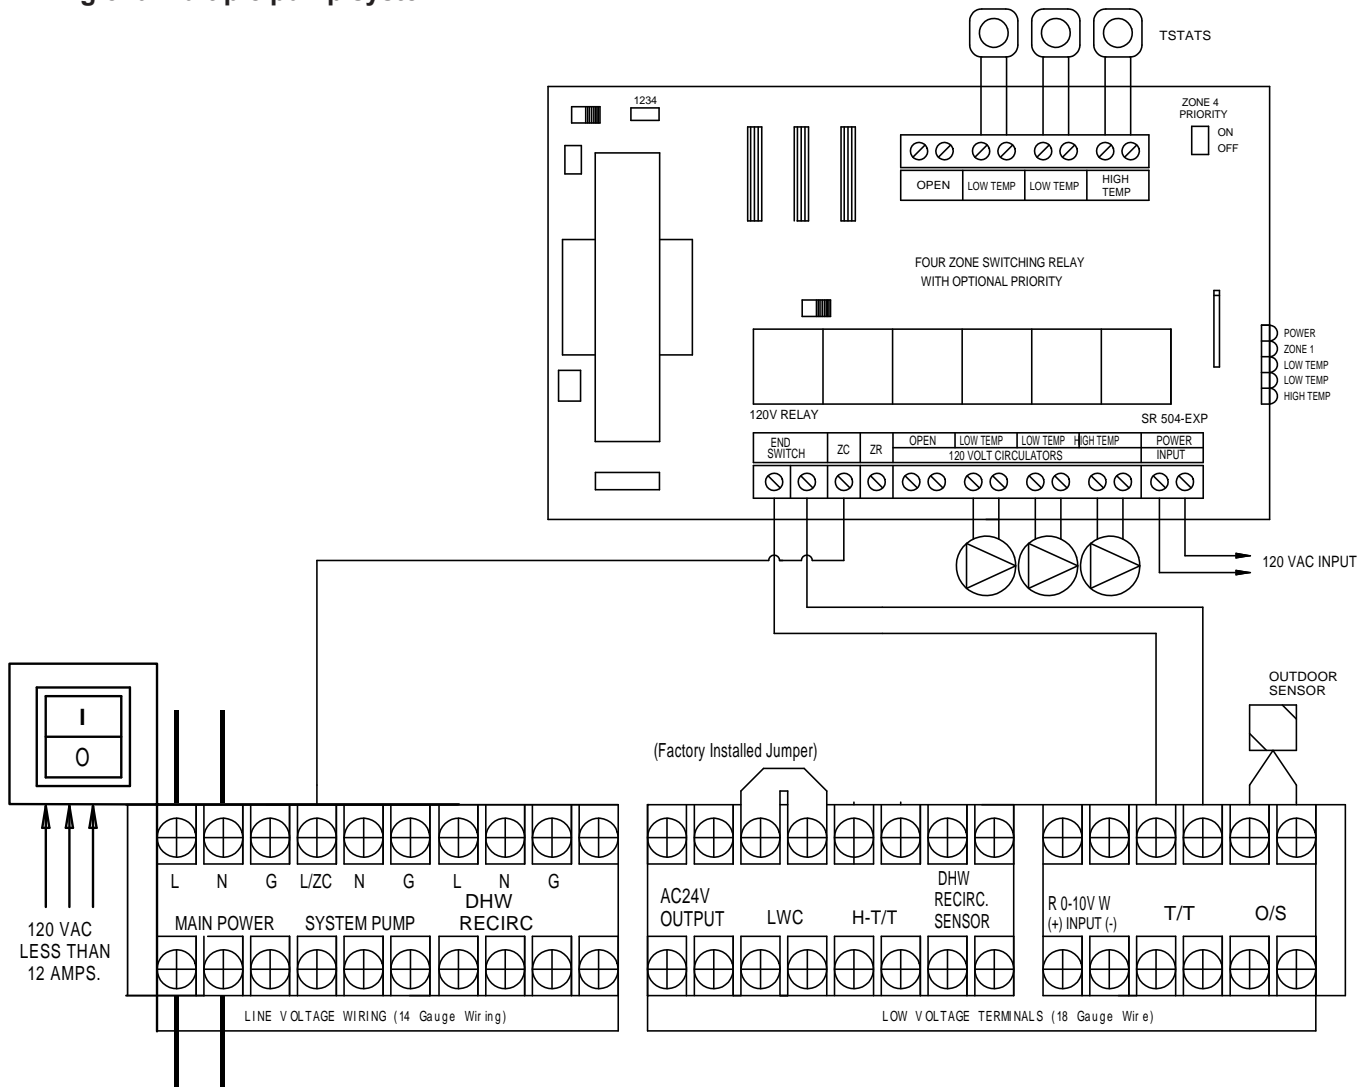 TSTATS
1234
ZONE 4
PRIORITY
ON
OFF
OPEN LOW TEMP LOW TEMP HIGH TEMP
FOUR ZONE SWITCHING RELAY
WITH OPTIONAL PRIORITY
POWER
ZONE 1
LOW TEMP
LOW TEMP
HIGH TEMP
120V RELAY SR 504-EXP
END SWITCH ZC ZR OPEN LOW TEMP LOW TEMP HIGH TEMP POWER INPUT
120 VOLT CIRCULATORS
120 VAC INPUT
OUTDOOR
SENSOR
I
O
(Factory Installed Jumper)
L N G L/ZC N G L N G
MAIN POWER SYSTEM PUMP DHW RECIRC
AC24V
OUTPUT
LWC
H-T/T
DHW
RECIRC.
SENSOR
R 0-10V W
(+) INPUT (-)
T/T
O/S
120 VAC
LESS THAN
12 AMPS.
LINE VOLTAGE WIRING (14 Gauge Wiring)
LOW VOLTAGE TERMINALS (18 Gauge Wire)